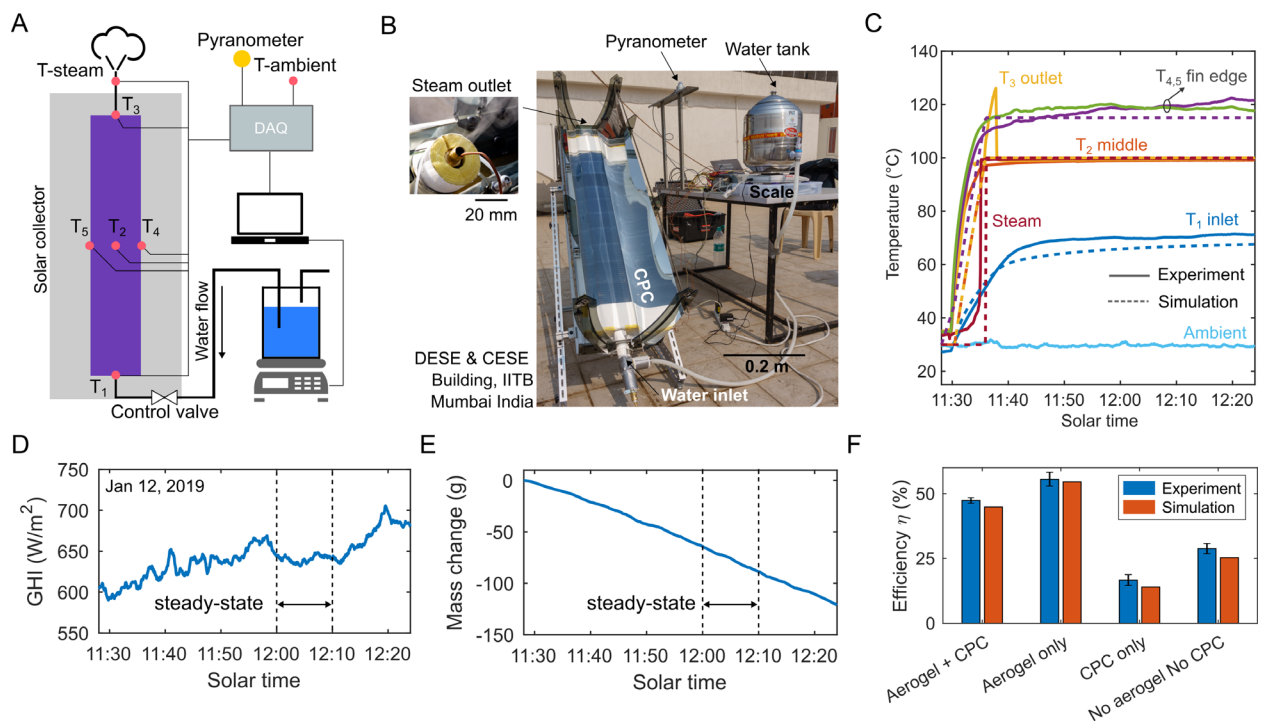 A
T-steam
Pyranometer
T-ambient
DAQ
T3
T5
T2
T4
T1
Solar collector
Water flow
Control valve
B
Pyranometer
Water tank
Steam outlet
20 mm
Scale
CPC
0.2 m
Water inlet
DESE & CESE
Building, IITB
Mumbai India
C
Temperature (°C)
140
120
100
80
60
40
20
T3 outlet
T4,5 fin edge
T2 middle
Steam
T1 inlet
Experiment
Simulation
Ambient
11:30 11:40 11:50 12:00 12:10 12:20
Solar time
D
GHI (W/m2)
750
700
650
600
550
Jan 12, 2019
steady-state
11:30 11:40 11:50 12:00 12:10 12:20
Solar time
E
Mass change (g)
0
-50
-100
-150
steady-state
11:30 11:40 11:50 12:00 12:10 12:20
Solar time
F
Efficiency η (%)
50
25
0
Experiment
Simulation
Aerogel + CPC
Aerogel only
CPC only
No aerogel No CPC